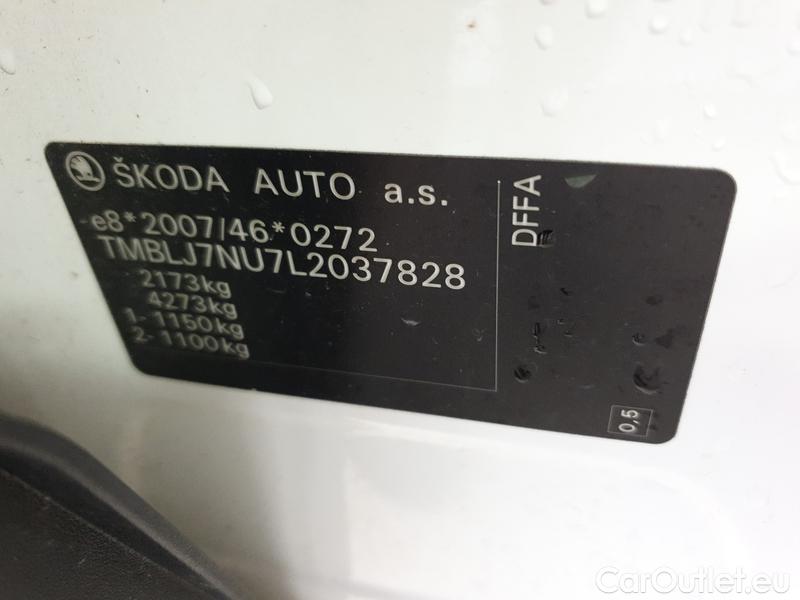 ŠKODA AUTO a.s.
e8*2007/46*0272
TMBLJ7NU7L2037828
2173kg
4273kg
1- 1150kg
2- 1100kg
DFFA
0,5
CarOutlet.eu